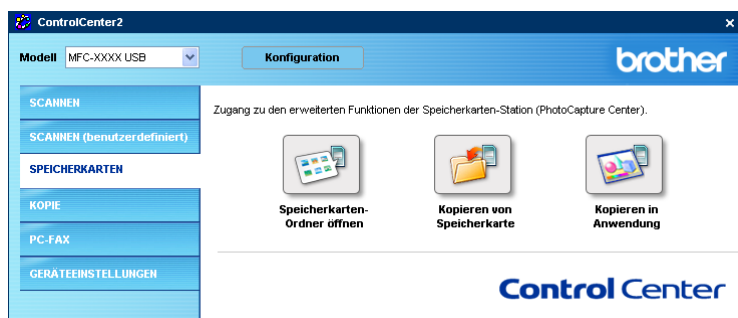 ControlCenter2
Modell MFC-XXXX USB Konfiguration brother
SCANNEN
SCANNEN (benutzerdefiniert)
SPEICHERKARTEN
KOPIE
PC-FAX
GERÄTEEINSTELLUNGEN
Zugang zu den erweiterten Funktionen der Speicherkarten-Station (PhotoCapture Center).
Speicherkarten-
Ordner öffnen
Kopieren von
Speicherkarte
Kopieren in
Anwendung
Control Center